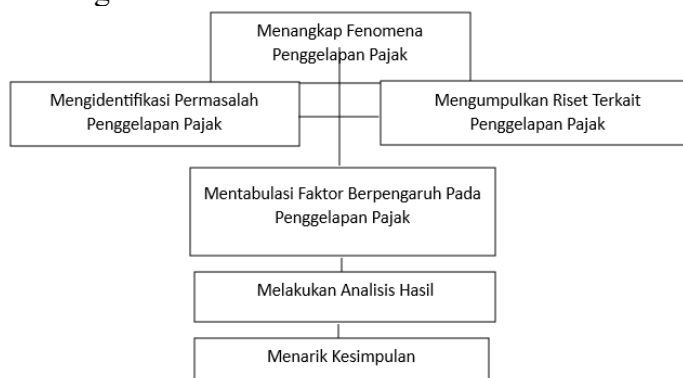 Menangkap Fenomena
Penggelapan Pajak
Mengidentifikasi Permasalah
Penggelapan Pajak
Mengumpulkan Riset Terkait
Penggelapan Pajak
Mentabulasi Faktor Berpengaruh Pada
Penggelapan Pajak
Melakukan Analisis Hasil
Menarik Kesimpulan